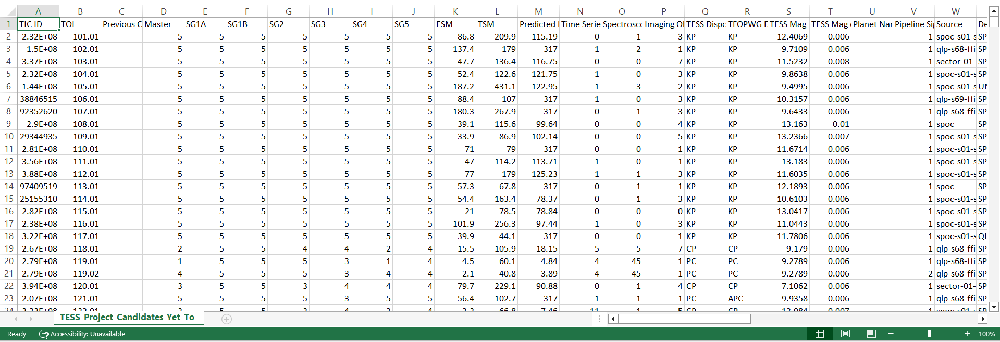 A B C D E F G H I J K L M N O P Q R S T U V W
1 TIC ID TOI Previous C Master SG1A SG1B SG2 SG3 SG4 SG5 ESM TSM Predicted Time Serie Spectrosc Imaging Ol TESS Dispo TFOPWG D TESS Mag TESS Mag Planet Nar Pipeline Sig Source De
2 2.32E+08 101.01 5 5 5 5 5 5 5 86.8 209.9 115.19 0 1 3 KP KP 12.4069 0.006 1 spoc-s01-s SP
3 1.5E+08 102.01 5 5 5 5 5 5 5 137.4 179 317 1 2 1 KP KP 9.7109 0.006 1 qlp-s68-ffi SP
4 3.37E+08 103.01 5 5 5 5 5 5 5 47.7 136.4 116.75 0 0 7 KP KP 11.5232 0.008 1 sector-01- SP
5 2.32E+08 104.01 5 5 5 5 5 5 5 52.4 122.6 121.75 1 0 3 KP KP 9.8638 0.006 1 spoc-s01-s SP
6 1.44E+08 105.01 5 5 5 5 5 5 5 187.2 431.1 122.95 1 3 2 KP KP 9.4995 0.006 1 spoc-s01-s UN
7 38846515 106.01 5 5 5 5 5 5 5 88.4 107 317 1 0 3 KP KP 10.3157 0.006 1 qlp-s69-ffi SP
8 92352620 107.01 5 5 5 5 5 5 5 180.3 267.9 317 0 1 3 KP KP 9.6433 0.006 1 qlp-s68-ffi SP
9 2.9E+08 108.01 5 5 5 5 5 5 5 39.1 115.6 99.64 0 0 4 KP KP 13.163 0.01 1 spoc SP
10 29344935 109.01 5 5 5 5 5 5 5 33.9 86.9 102.14 0 0 5 KP KP 13.2366 0.007 1 spoc-s01-s SP
11 2.81E+08 110.01 5 5 5 5 5 5 5 71 79 317 0 0 1 KP KP 11.6714 0.006 1 spoc-s01-s SP
12 3.56E+08 111.01 5 5 5 5 5 5 5 47 114.2 113.71 1 0 1 KP KP 13.183 0.006 1 spoc-s01-s SP
13 3.88E+08 112.01 5 5 5 5 5 5 5 77 179 125.23 1 1 3 KP KP 11.6035 0.006 1 spoc-s01-s SP
14 97409519 113.01 5 5 5 5 5 5 5 57.3 67.8 317 0 1 1 KP KP 12.1893 0.006 1 spoc SP
15 25155310 114.01 5 5 5 5 5 5 5 54.4 163.4 78.37 0 1 3 KP KP 10.6103 0.006 1 spoc-s01-s SP
16 2.82E+08 115.01 5 5 5 5 5 5 5 21 78.5 78.84 0 0 0 KP KP 13.0417 0.006 1 spoc-s01-s SP
17 2.38E+08 116.01 5 5 5 5 5 5 5 101.9 256.3 97.44 1 0 3 KP KP 11.0443 0.006 1 spoc-s01-s SP
18 3.22E+08 117.01 5 5 5 5 5 5 5 39.9 44.1 317 0 0 1 KP KP 11.7806 0.006 1 spoc-s01-s QL
19 2.67E+08 118.01 2 5 5 4 4 2 4 15.5 105.9 18.15 5 5 7 CP CP 9.179 0.006 1 qlp-s68-ffi SP
20 2.79E+08 119.01 1 5 5 5 3 1 4 4.5 60.1 4.84 4 45 1 PC PC 9.2789 0.006 1 qlp-s68-ffi SP
21 2.79E+08 119.02 4 5 5 5 3 4 4 2.1 40.8 3.89 4 45 1 PC PC 9.2789 0.006 2 qlp-s68-ffi SP
22 3.94E+08 120.01 3 5 5 3 4 4 4 79.7 229.1 90.88 0 1 4 CP CP 7.1062 0.006 1 sector-01- SP
23 2.07E+08 121.01 5 5 5 5 3 5 5 56.4 102.7 317 1 1 1 PC APC 9.9358 0.006 1 qlp-s68-ffi SP
24 2.32E+08 122.01 2 5 5 2 4 3 4 3.2 66.8 7.46 11 1 5 CP CP 13.084 0.007 1 spoc-s01-s SP
TESS_Project_Candidates_Yet_To_
Ready Accessibility: Unavailable 100%